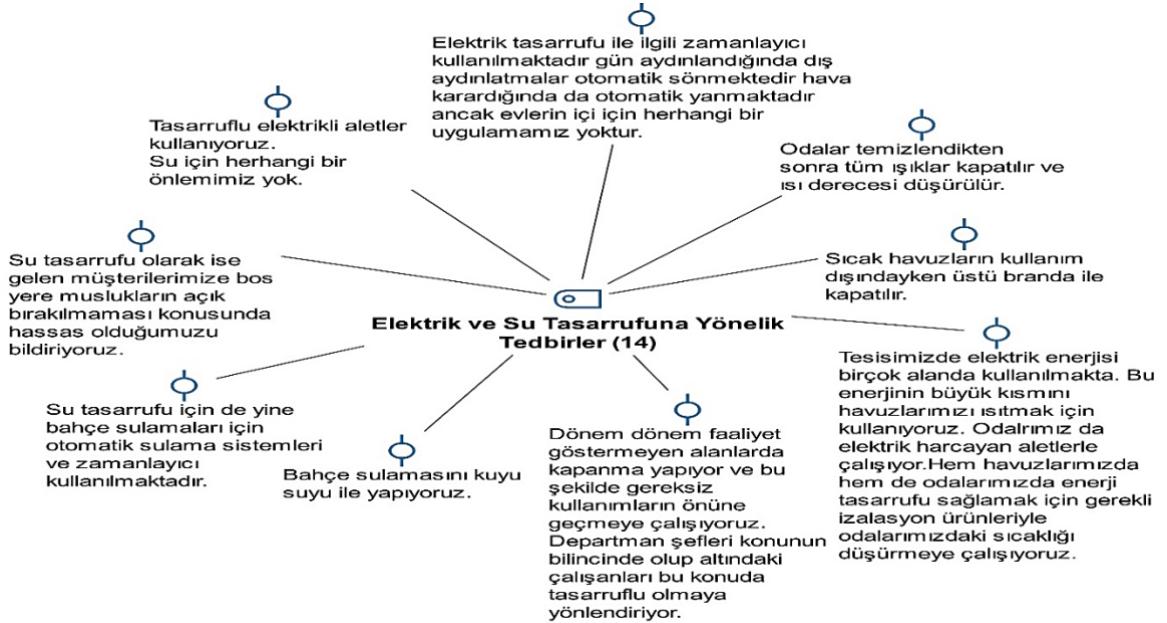 Elektrik tasarrufu ile ilgili zamanlayıcı
kullanılmaktadır gün aydınlandığında dış
aydınlatmalar otomatik sönmektedir hava
karardığında da otomatik yanmaktadır
ancak evlerin içi için herhangi bir
uygulamamız yoktur.
Tasarruflu elektrikli aletler
kullanıyoruz.
Su için herhangi bir
önlemimiz yok.
Odalar temizlendikten
sonra tüm ışıklar kapatılır ve
ısı derecesi düşürülür.
Su tasarrufu olarak ise
gelen müşterilerimize bos
yere muslukların açık
bırakılmaması konusunda
hassas olduğumuzu
bildiriyoruz.
Sıcak havuzların kullanım
dışındayken üstü branda ile
kapatılır.
Elektrik ve Su Tasarrufuna Yönelik
Tedbirler (14)
Su tasarrufu için de yine
bahçe sulamaları için
otomatik sulama sistemleri
ve zamanlayıcı
kullanılmaktadır.
Bahçe sulamasını kuyu
suyu ile yapıyoruz.
Dönem dönem faaliyet
göstermeyen alanlarda
kapanma yapıyor ve bu
şekilde gereksiz
kullanımların önüne
geçmeye çalışıyoruz.
Departman şefleri konunun
bilincinde olup altındaki
çalışanları bu konuda
tasarruflu olmaya
yönlendiriyor.
Tesisimizde elektrik enerjisi
birçok alanda kullanılmakta. Bu
enerjinin büyük kısmını
havuzlarımızı ısıtmak için
kullanıyoruz. Odalrımız da
elektrik harcayan aletlerle
çalışıyor.Hem havuzlarımızda
hem de odalarımızda enerji
tasarrufu sağlamak için gerekli
izalasyon ürünleriyle
odalarımızdaki sıcaklığı
düşürmeye çalışıyoruz.